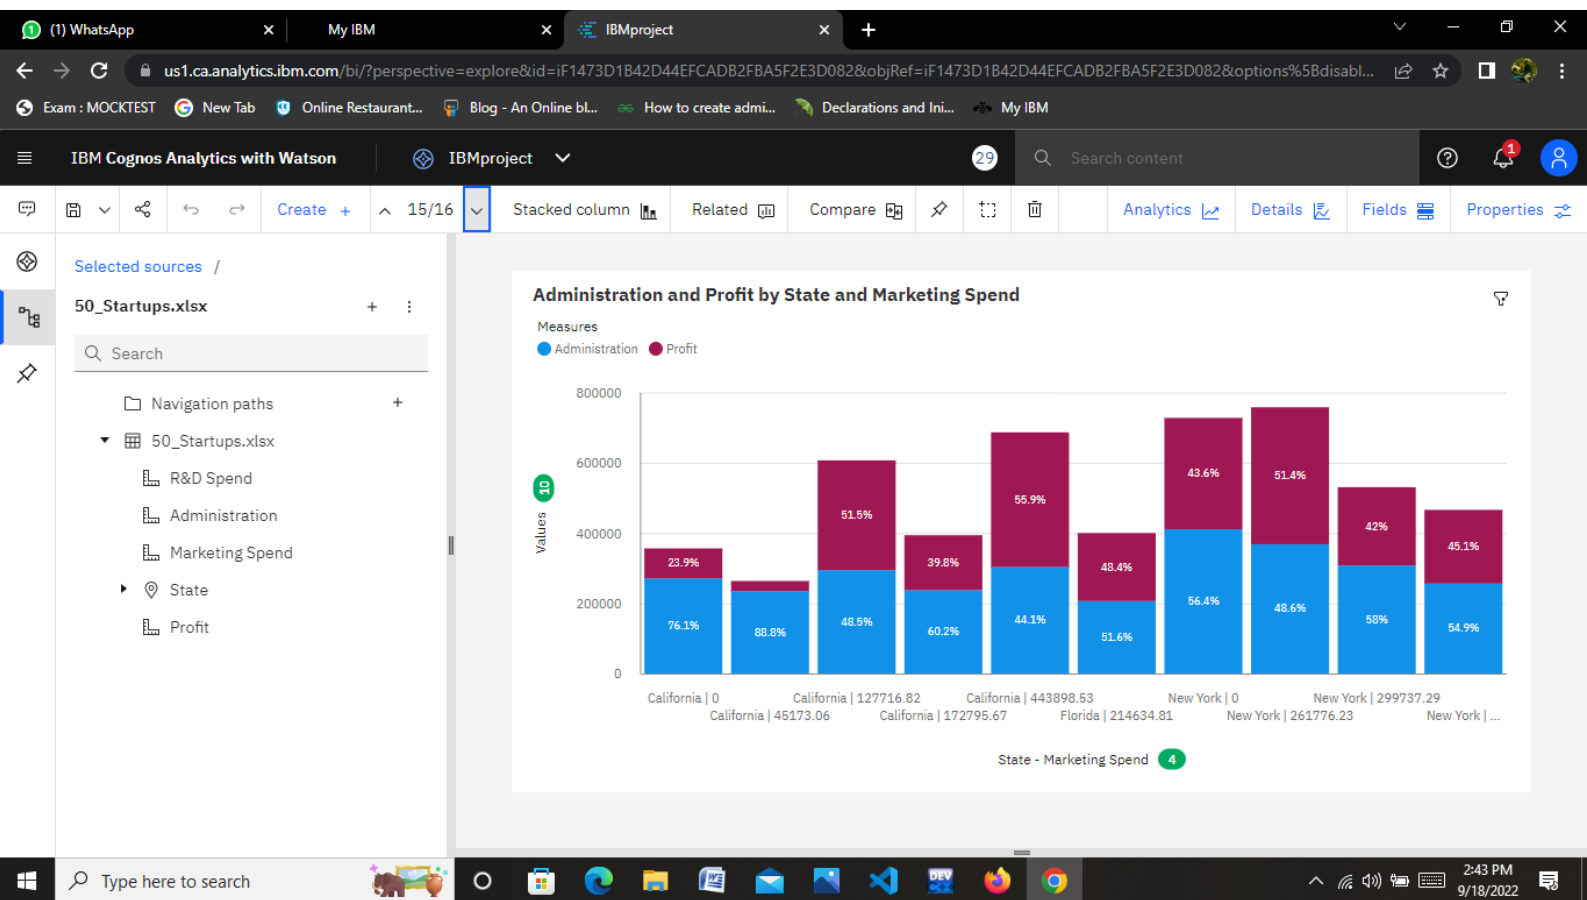 (1) WhatsApp
My IBM
IBMproject
us1.ca.analytics.ibm.com/bi/?perspective=explore&id=iF1473D1B42D44EFCADB2FBA5F2E3D082&objRef=iF1473D1B42D44EFCADB2FBA5F2E3D082&options%5Bdisabl...
Exam : MOCKTEST
New Tab
Online Restaurant...
Blog - An Online bl...
How to create admi...
Declarations and Ini...
My IBM
IBM Cognos Analytics with Watson
IBMproject
29
Search content
1
Create +
15/16
Stacked column
Related
Compare
Analytics
Details
Fields
Properties
Selected sources /
50_Startups.xlsx
Search
Navigation paths
50_Startups.xlsx
R&D Spend
Administration
Marketing Spend
State
Profit
Administration and Profit by State and Marketing Spend
Measures
Administration
Profit
800000
600000
400000
200000
0
Values
10
23.9%
76.1%
88.8%
51.5%
48.5%
39.8%
60.2%
55.9%
44.1%
48.4%
51.6%
43.6%
56.4%
51.4%
48.6%
42%
58%
45.1%
54.9%
California | 0
California | 45173.06
California | 127716.82
California | 172795.67
California | 443898.53
Florida | 214634.81
New York | 0
New York | 261776.23
New York | 299737.29
New York | ...
State - Marketing Spend
4
Type here to search
DEV
2:43 PM
9/18/2022